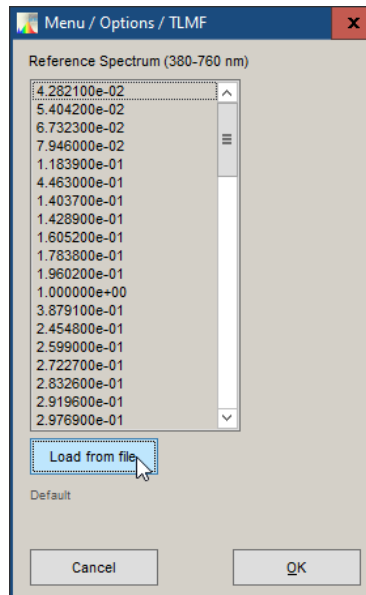 Menu / Options / TLMF
x
Reference Spectrum (380-760 nm)
4.282100e-02
5.404200e-02
6.732300e-02
7.946000e-02
1.183900e-01
4.463000e-01
1.403700e-01
1.428900e-01
1.605200e-01
1.783800e-01
1.960200e-01
1.000000e+00
3.879100e-01
2.454800e-01
2.599000e-01
2.722700e-01
2.832600e-01
2.919600e-01
2.976900e-01
Load from file
Default
Cancel
OK